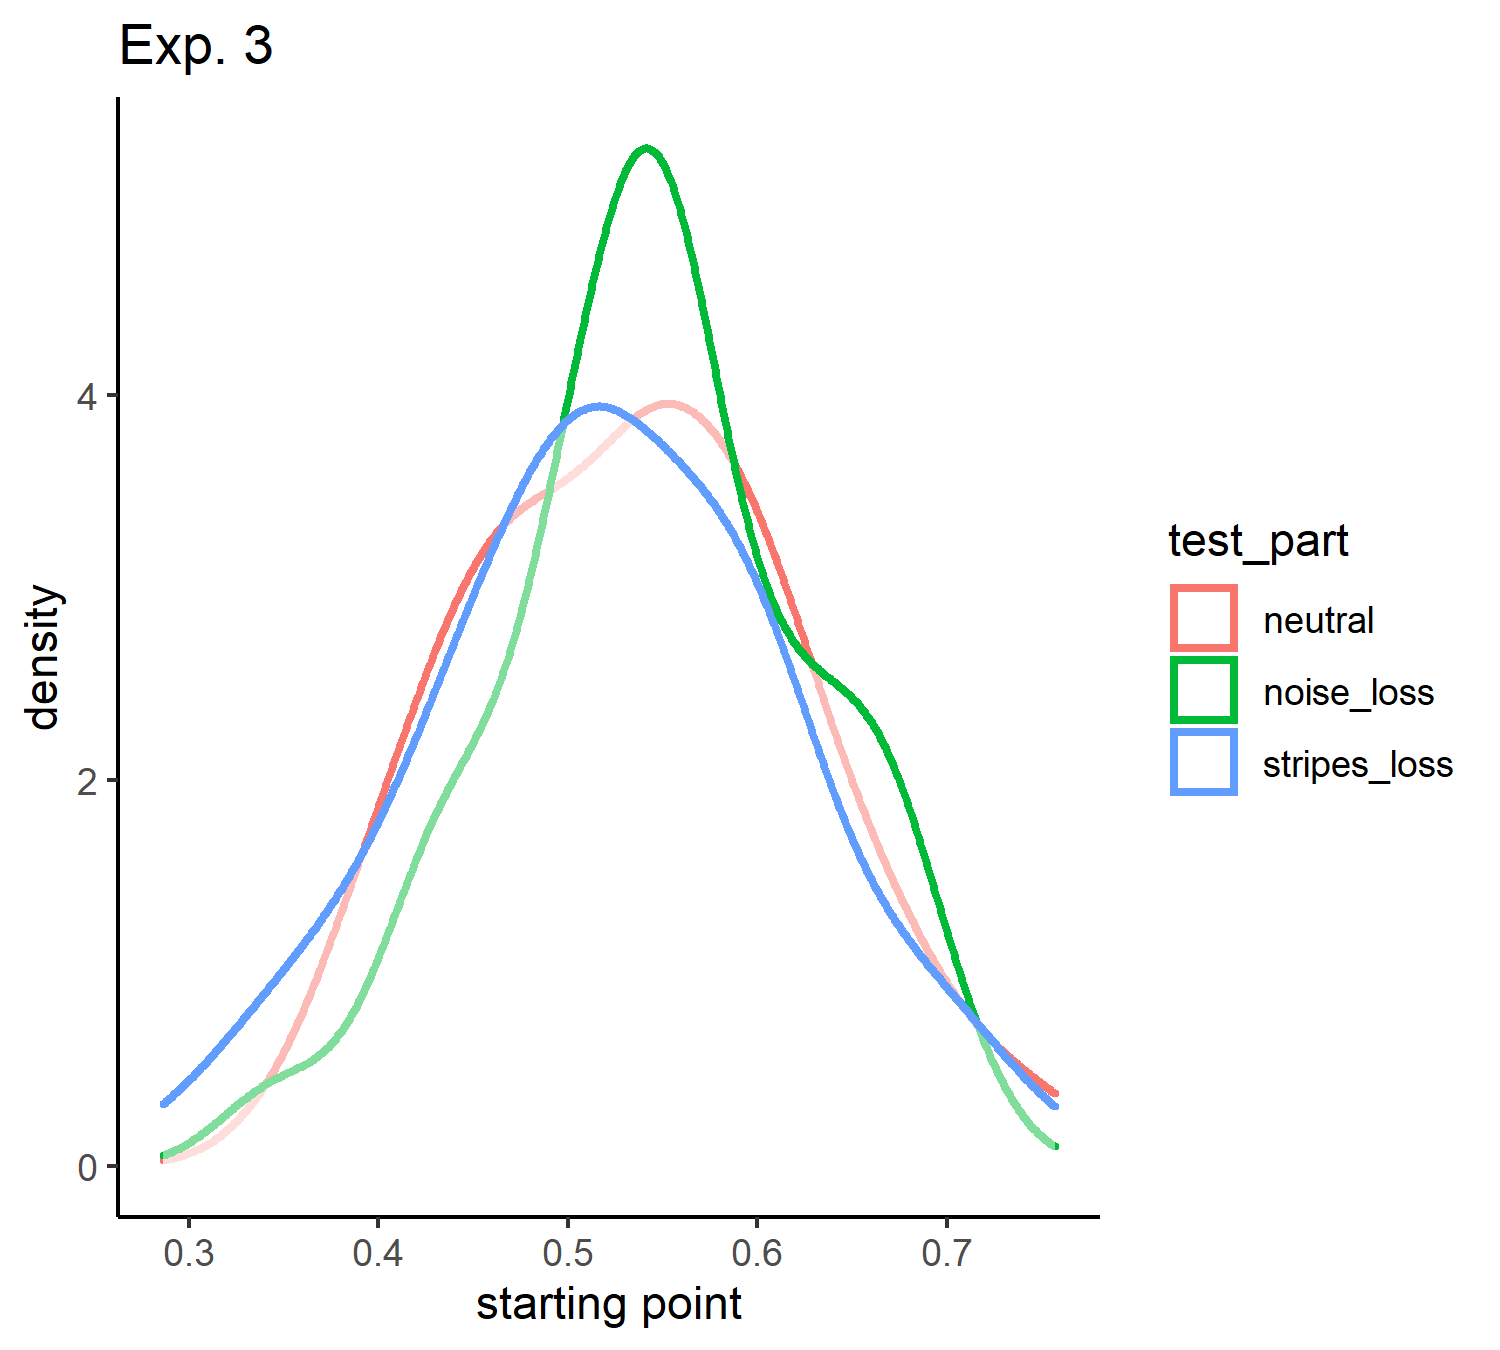 Exp. 3
density
4
2
0
0.3 0.4 0.5 0.6 0.7
starting point
test_part
neutral
noise_loss
stripes_loss